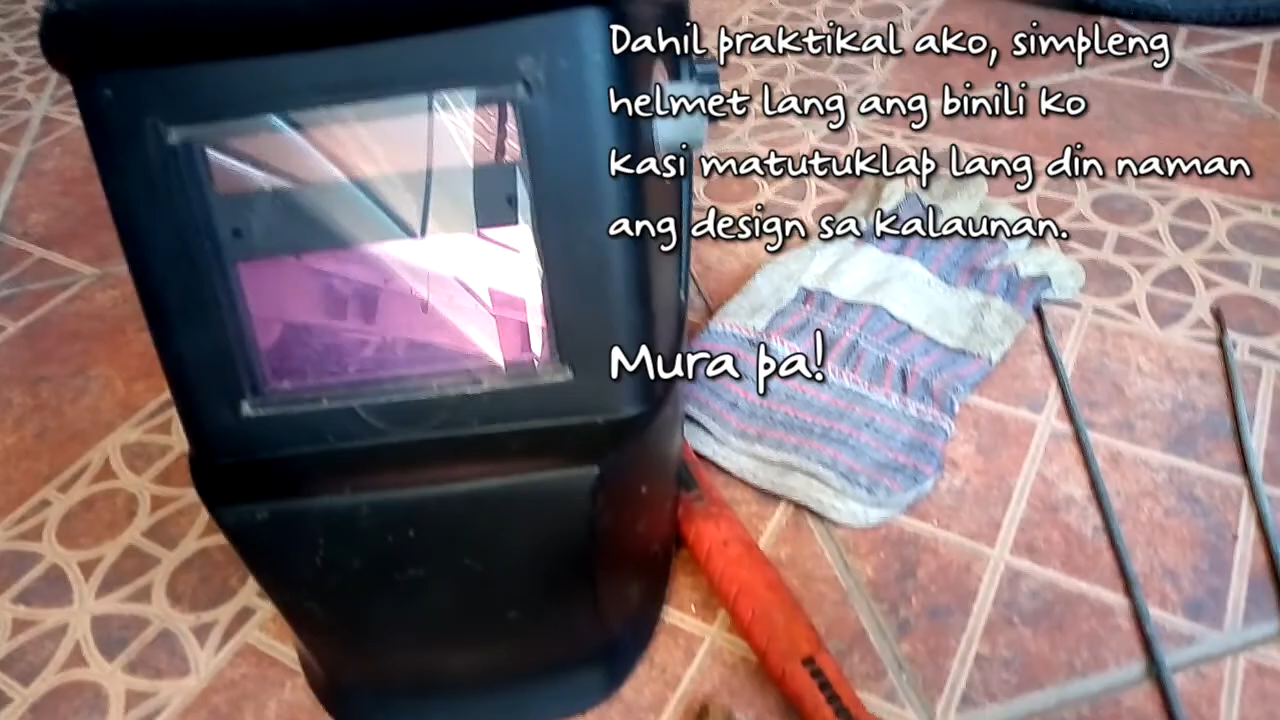 Dahil praktikal ako, simpleng
helmet lang ang binili ko
kasi matutuklap lang din naman
ang design sa kalaunan.
Mura pa!